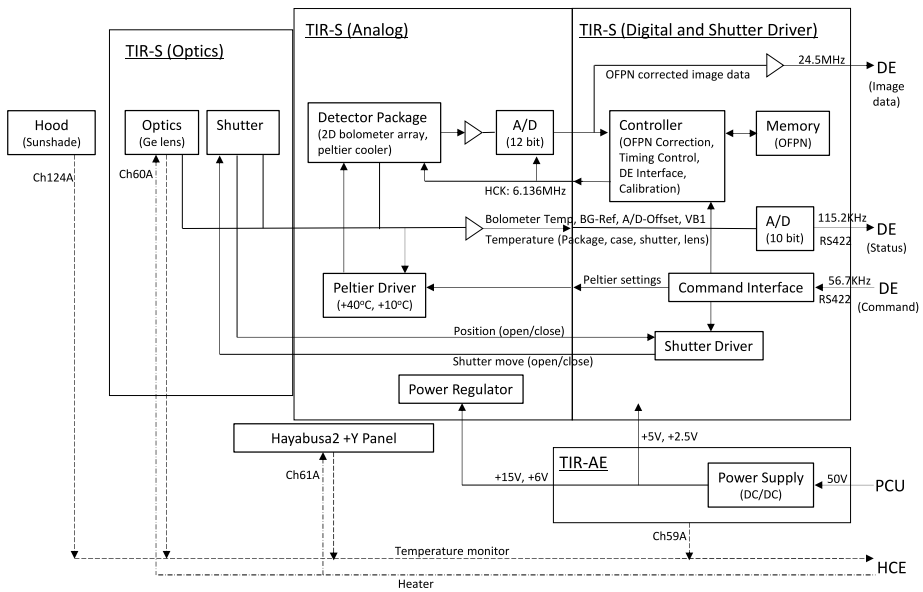 TIR-S (Optics)
TIR-S (Analog)
TIR-S (Digital and Shutter Driver)
24.5MHz
DE
(Image
data)
OFPN corrected image data
Hood
(Sunshade)
Optics
(Ge lens)
Shutter
Detector Package
(2D bolometer array,
peltier cooler)
A/D
(12 bit)
Controller
(OFPN Correction,
Timing Control,
DE Interface,
Calibration)
Memory
(OFPN)
Ch124A
Ch60A
HCK: 6.136MHz
Bolometer Temp, BG-Ref, A/D-Offset, VB1
Temperature (Package, case, shutter, lens)
A/D
(10 bit)
115.2KHz
RS422
DE
(Status)
Peltier Driver
(+40°C, +10°C)
Peltier settings
Command Interface
56.7KHz
RS422
DE
(Command)
Position (open/close)
Shutter move (open/close)
Shutter Driver
Power Regulator
Hayabusa2 +Y Panel
+5V, +2.5V
Ch61A
TIR-AE
+15V, +6V
Power Supply
(DC/DC)
50V
PCU
Ch59A
Temperature monitor
HCE
Heater